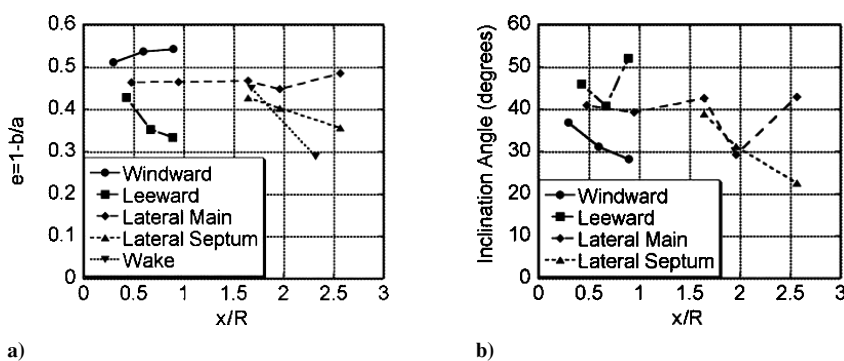 0.6
0.5
0.4
0.3
0.2
0.1
0
e=1-b/a
Windward
Leeward
Lateral Main
Lateral Septum
Wake
0 0.5 1 1.5 2 2.5 3
x/R
a)
60
50
40
30
20
10
0
Inclination Angle (degrees)
Windward
Leeward
Lateral Main
Lateral Septum
0 0.5 1 1.5 2 2.5 3
x/R
b)